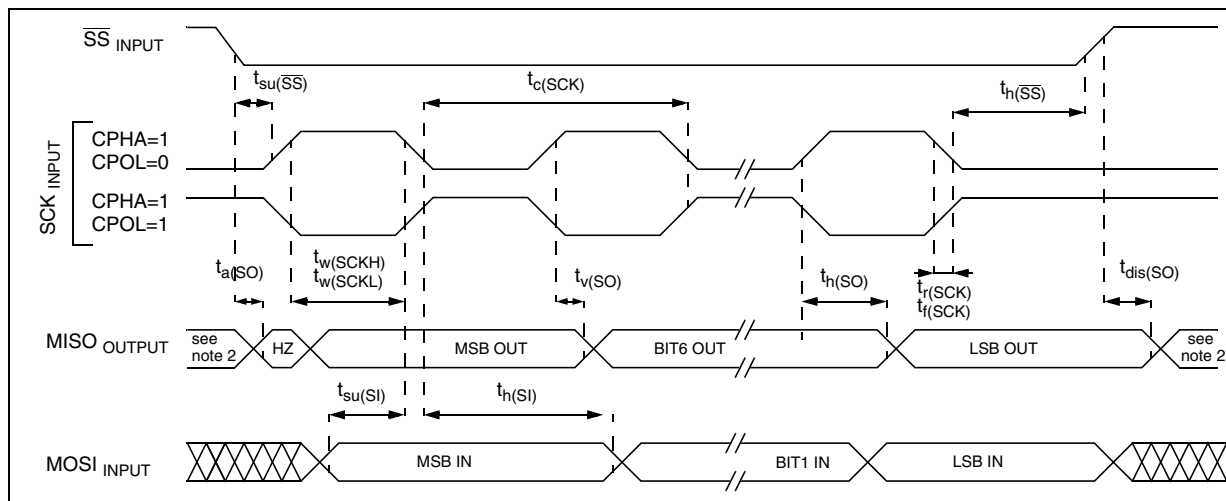 SS INPUT
tsu(SS)
tc(SCK)
th(SS)
SCK INPUT
CPHA=1
CPOL=0
CPHA=1
CPOL=1
ta(SO)
tw(SCKH)
tw(SCKL)
tv(SO)
th(SO)
tr(SCK)
tf(SCK)
tdis(SO)
MISO OUTPUT
see
note 2
HZ
MSB OUT
BIT6 OUT
LSB OUT
see
note 2
tsu(SI)
th(SI)
MOSI INPUT
MSB IN
BIT1 IN
LSB IN